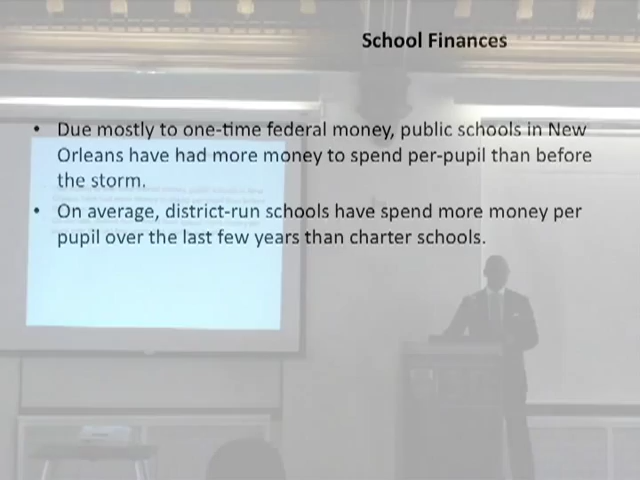 School Finances
• Due mostly to one-time federal money, public schools in New
Orleans have had more money to spend per-pupil than before
the storm.
• On average, district-run schools have spend more money per
pupil over the last few years than charter schools.